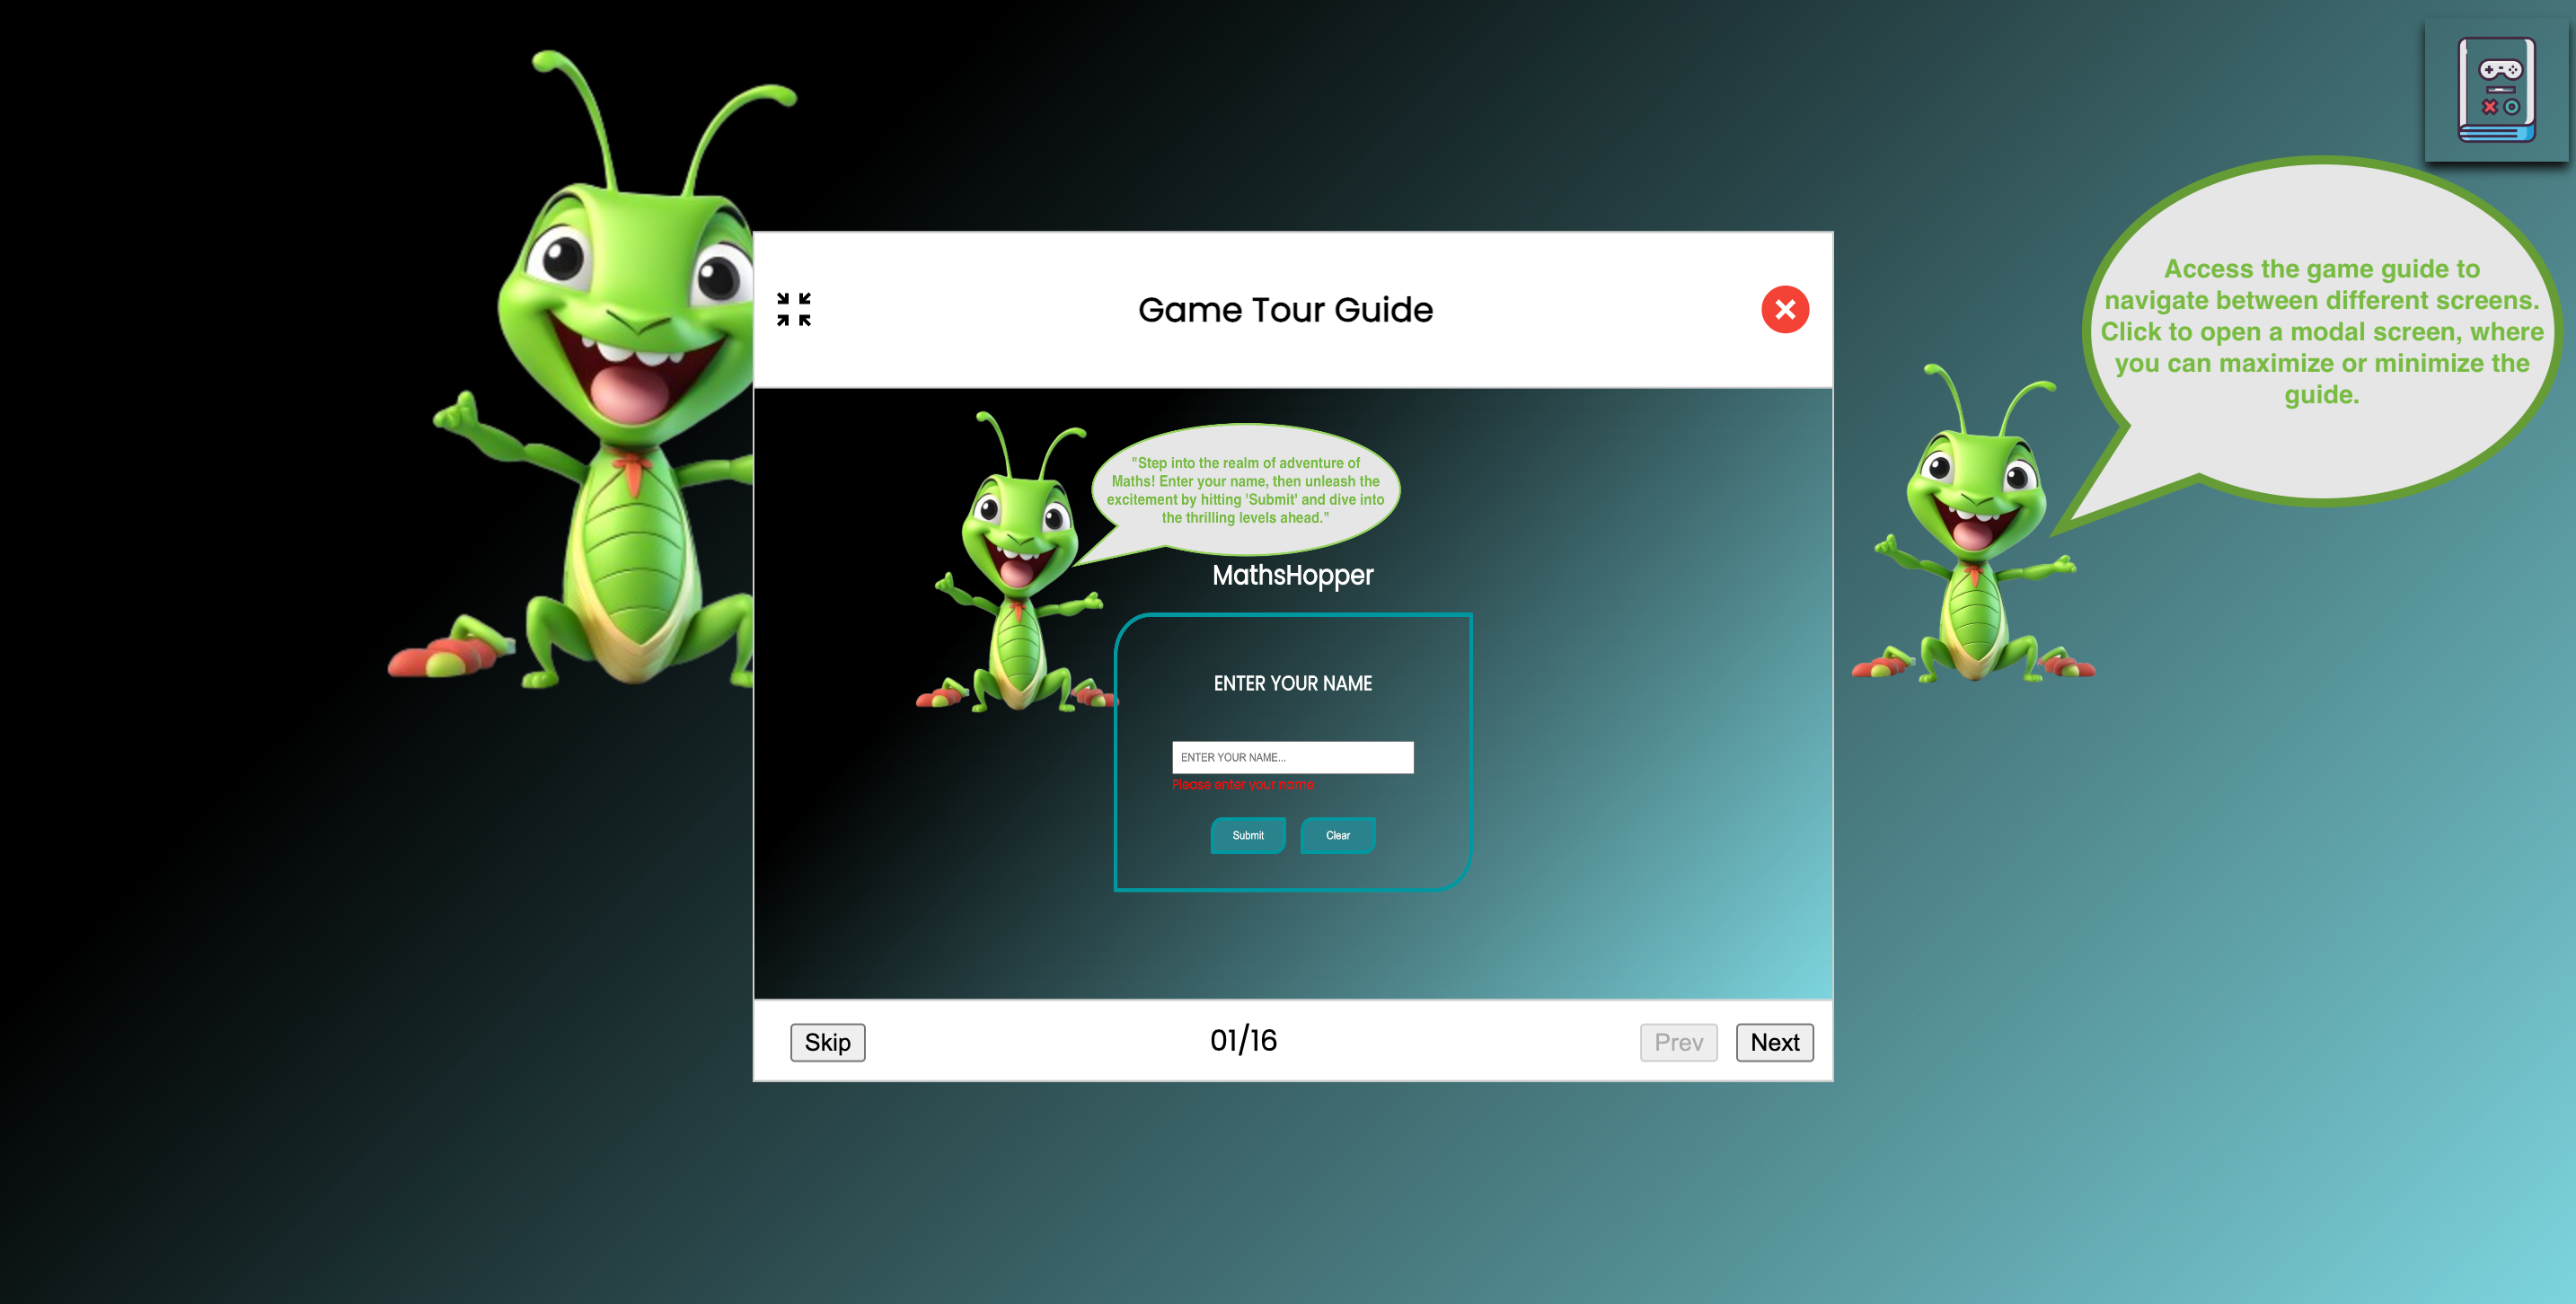 Game Tour Guide
Access the game guide to
navigate between different screens.
Click to open a modal screen, where
you can maximize or minimize the
guide.
"Step into the realm of adventure of
Maths! Enter your name, then unleash the
excitement by hitting 'Submit' and dive into
the thrilling levels ahead."
MathsHopper
ENTER YOUR NAME
ENTER YOUR NAME...
Please enter your name
Submit Clear
Skip 01/16 Prev Next